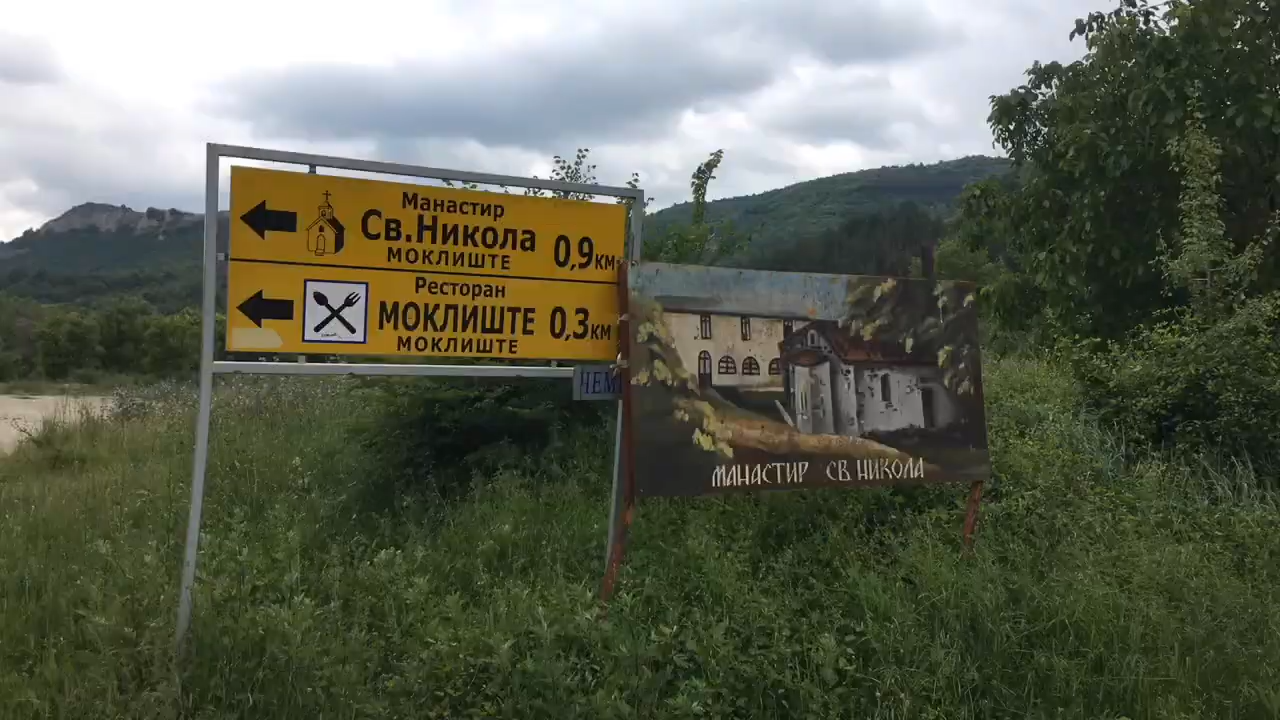 Манастир
Св.Никола 0,9км
МОКЛИШТЕ
Ресторан
МОКЛИШТЕ 0,3км
МОКЛИШТЕ
МАНАСТИР СВ. НИКОЛА